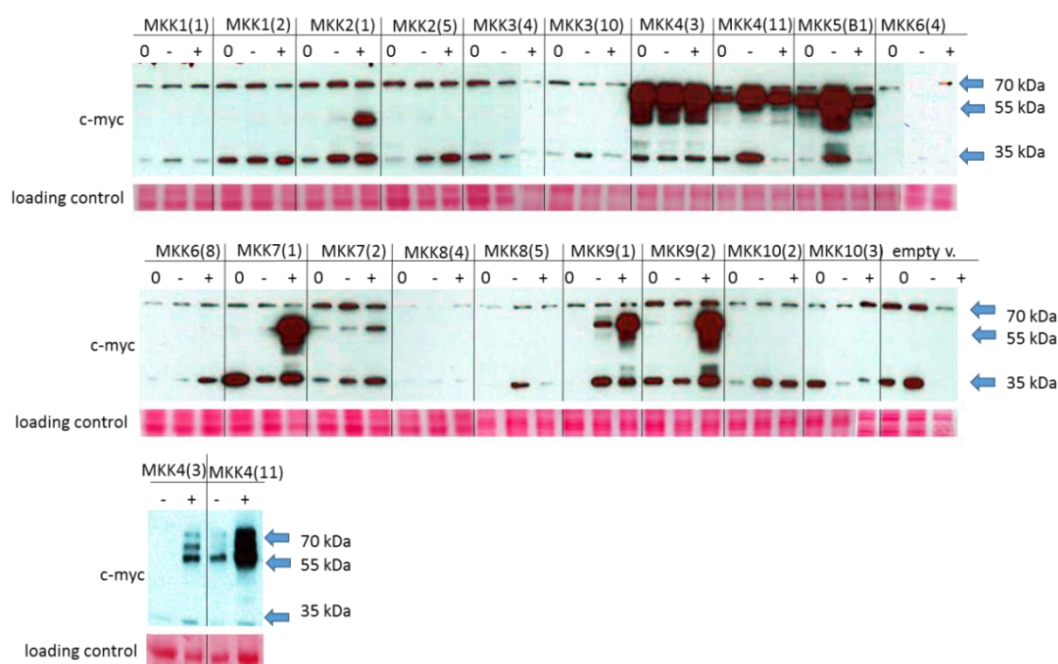 MKK1(1) MKK1(2) MKK2(1) MKK2(5) MKK3(4) MKK3(10) MKK4(3) MKK4(11) MKK5(B1) MKK6(4)
0 - + 0 - + 0 - + 0 - + 0 - + 0 - + 0 - + 0 - + 0 - + 0 - +
70 kDa
55 kDa
c-myc
35 kDa
loading control
MKK6(8) MKK7(1) MKK7(2) MKK8(4) MKK8(5) MKK9(1) MKK9(2) MKK10(2) MKK10(3) empty v.
0 - + 0 - + 0 - + 0 - + 0 - + 0 - + 0 - + 0 - + 0 - + 0 - +
70 kDa
55 kDa
c-myc
35 kDa
loading control
MKK4(3) MKK4(11)
- + - +
70 kDa
55 kDa
c-myc
35 kDa
loading control